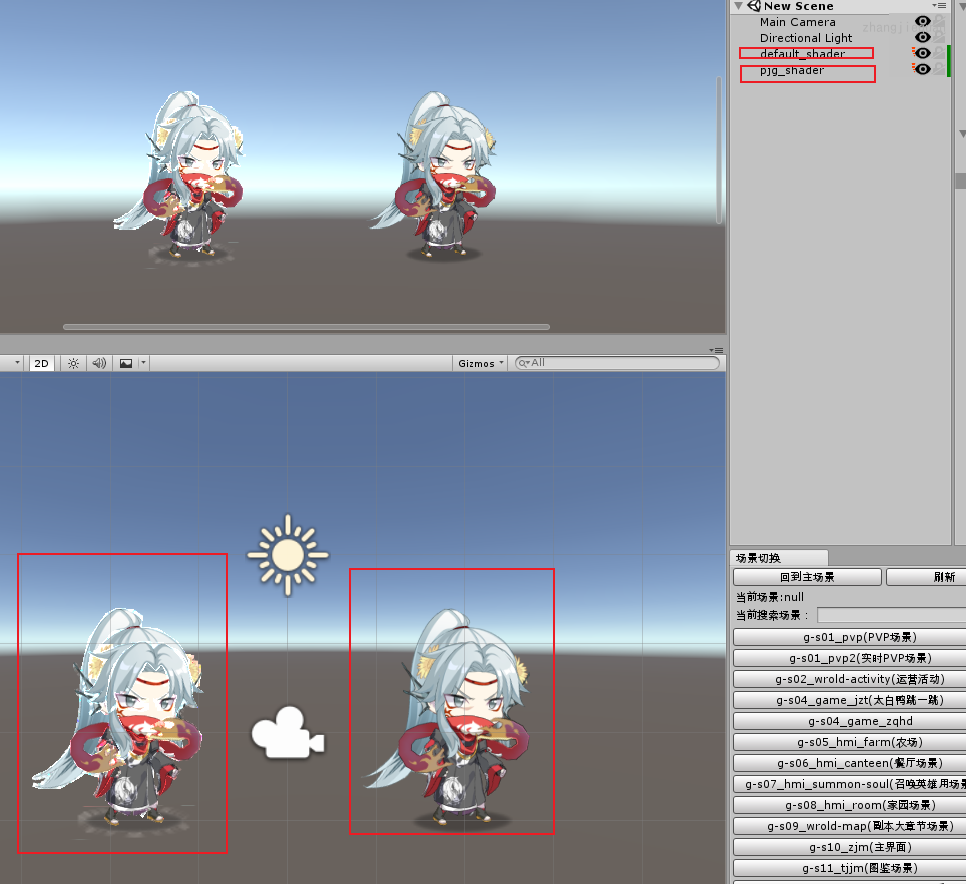 New Scene
Main Camera
Directional Light
default_shader
pjg_shader
2D
Gizmos
All
场景切换
回到主场景
刷新
当前场景:null
当前搜索场景：
g-s01_pvp(PVP场景)
g-s01_pvp2(实时PVP场景)
g-s02_wrold-activity(运营活动)
g-s04_game_jzt(太白鸭跳一跳)
g-s04_game_zqhd
g-s05_hmi_farm(农场)
g-s06_hmi_canteen(餐厅场景)
g-s07_hmi_summon-soul(召唤英雄用场景
g-s08_hmi_room(家园场景)
g-s09_wrold-map(副本大章节场景)
g-s10_zjm(主界面)
g-s11_tjjm(图鉴场景)